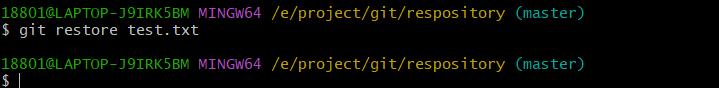 18801@LAPTOP-J9IRK5BM MINGW64 /e/project/git/respository (master)
$ git restore test.txt
18801@LAPTOP-J9IRK5BM MINGW64 /e/project/git/respository (master)
$